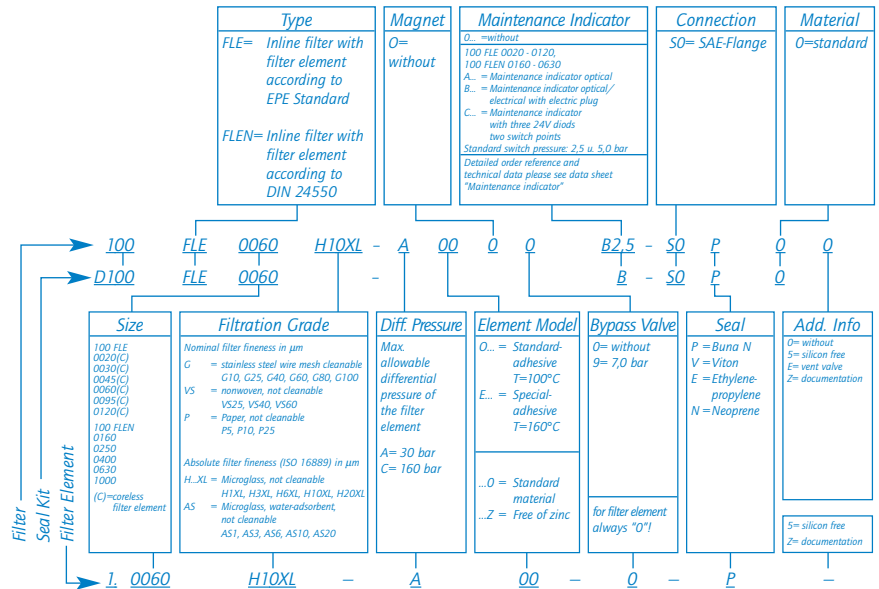 Type
FLE= Inline filter with
filter element
according to
EPE Standard
FLEN= Inline filter with
filter element
according to
DIN 24550
Magnet
0=
without
Maintenance Indicator
0... =without
100 FLE 0020 - 0120,
100 FLEN 0160 - 0630
A... = Maintenance indicator optical
B... = Maintenance indicator optical/
electrical with electric plug
C... = Maintenance indicator
with three 24V diods
two switch points
Standard switch pressure: 2,5 u. 5,0 bar
Detailed order reference and
technical data please see data sheet
"Maintenance indicator"
Connection
S0= SAE-Flange
Material
0=standard
100 FLE 0060 H10XL – A 00 0 0 B2,5 – S0 P 0 0
D100 FLE 0060 – B – S0 P 0
Size
100 FLE
0020(C)
0030(C)
0045(C)
0060(C)
0095(C)
0120(C)
100 FLEN
0160
0250
0400
0630
1000
(C)=coreless
filter element
Filtration Grade
Nominal filter fineness in µm
G = stainless steel wire mesh cleanable
G10, G25, G40, G60, G80, G100
VS = nonwoven, not cleanable
VS25, VS40, VS60
P = Paper, not cleanable
P5, P10, P25
Absolute filter fineness (ISO 16889) in µm
H...XL = Microglass, not cleanable
H1XL, H3XL, H6XL, H10XL, H20XL
AS = Microglass, water-adsorbent,
not cleanable
AS1, AS3, AS6, AS10, AS20
Diff. Pressure
Max.
allowable
differential
pressure of
the filter
element
A= 30 bar
C= 160 bar
Element Model
0... = Standard-
adhesive
T=100°C
E... = Special-
adhesive
T=160°C
...0 = Standard
material
...Z = Free of zinc
Bypass Valve
0= without
9= 7,0 bar
for filter element
always "0"!
Seal
P =Buna N
V =Viton
E =Ethylene-
propylene
N =Neoprene
Add. Info
0= without
5= silicon free
E= vent valve
Z= documentation
5= silicon free
Z= documentation
Filter
Seal Kit
Filter Element
1. 0060 H10XL – A 00 – 0 – P –